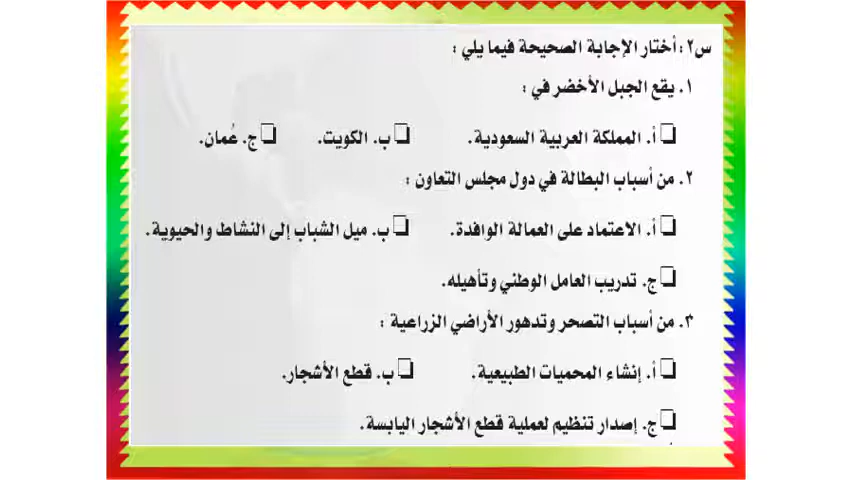 س٢ : أختار الإجابة الصحيحة فيما يلي :
١. يقع الجبل الأخضر في :
أ. المملكة العربية السعودية. ب. الكويت. ج. عُمان.
٢. من أسباب البطالة في دول مجلس التعاون :
أ. الاعتماد على العمالة الوافدة. ب. ميل الشباب إلى النشاط والحيوية.
ج. تدريب العامل الوطني وتأهيله.
٣. من أسباب التصحر وتدهور الأراضي الزراعية :
أ. إنشاء المحميات الطبيعية. ب. قطع الأشجار.
ج. إصدار تنظيم لعملية قطع الأشجار اليابسة.